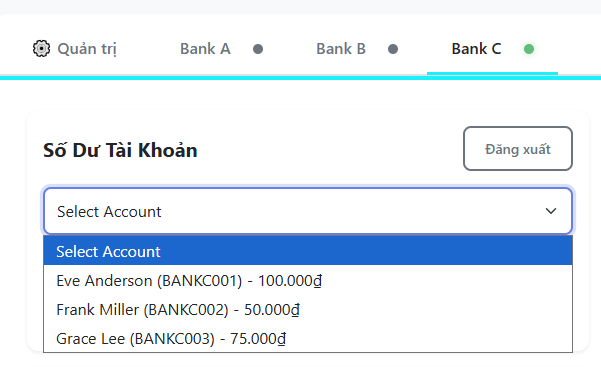 Quản trị
Bank A
Bank B
Bank C
Số Dư Tài Khoản
Đăng xuất
Select Account
Select Account
Eve Anderson (BANKC001) - 100.000₫
Frank Miller (BANKC002) - 50.000₫
Grace Lee (BANKC003) - 75.000₫